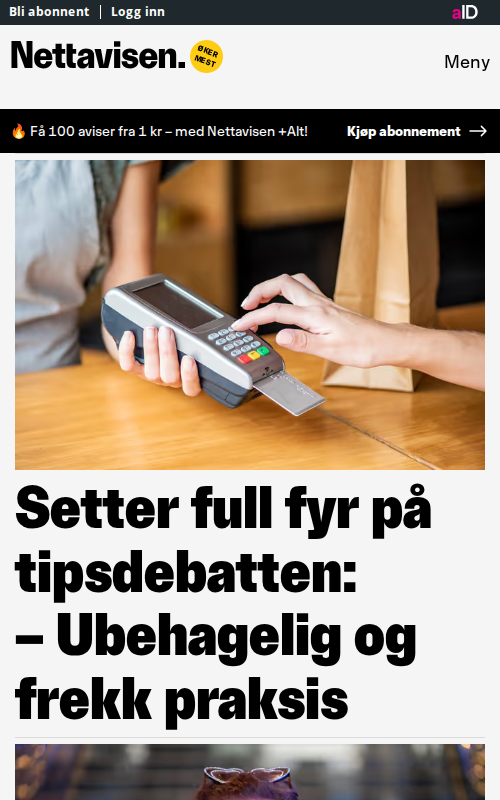 Bli abonnent
Logg inn
aID
Nettavisen.
ØKER
MEST
Meny
🔥 Få 100 aviser fra 1 kr – med Nettavisen +Alt!
Kjøp abonnement →
Setter full fyr på
tipsdebatten:
– Ubehagelig og
frekk praksis